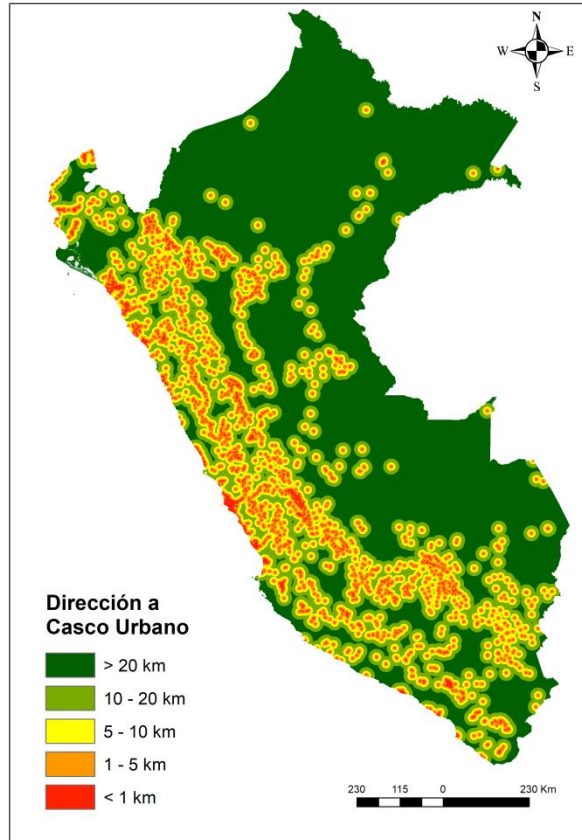 N
W E
S
Dirección a
Casco Urbano
> 20 km
10 - 20 km
5 - 10 km
1 - 5 km
< 1 km
230 115 0 230 Km